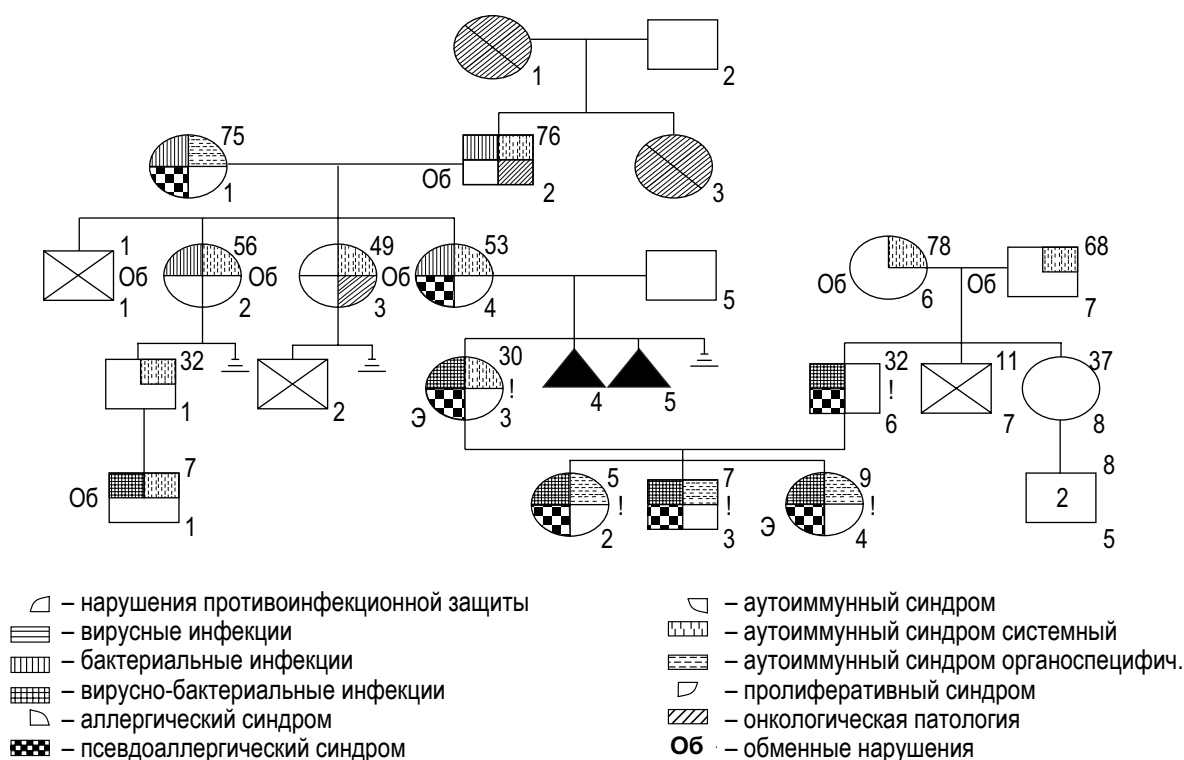 1 2
75 76
Об
1 2 3
1 56 49 53 78 68
Об Об Об Об Об
1 2 3 4 5 6 7
32 30 32 11 37
! !
Э
1 2 3 4 5 6 7 8
7 5 7 9 8
Об ! ! Э ! 2
1 2 3 4 5
– нарушения противоинфекционной защиты
– вирусные инфекции
– бактериальные инфекции
– вирусно-бактериальные инфекции
– аллергический синдром
– псевдоаллергический синдром
– аутоиммунный синдром
– аутоиммунный синдром системный
– аутоиммунный синдром органоспецифич.
– пролиферативный синдром
– онкологическая патология
Об – обменные нарушения